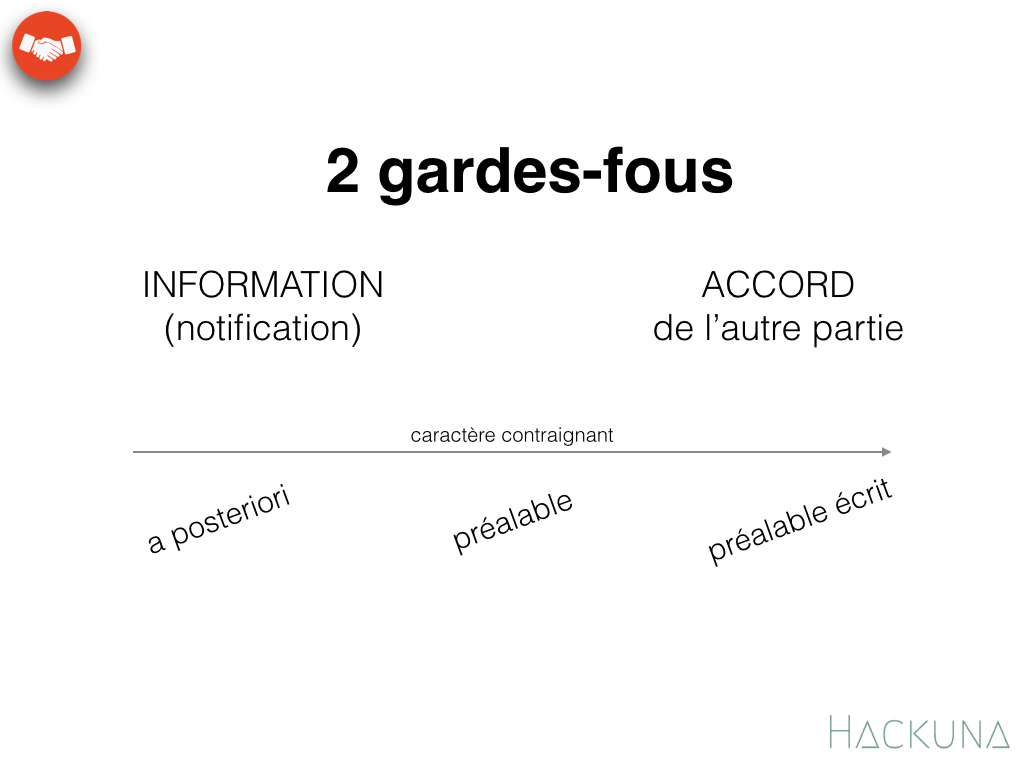 2 gardes-fous
INFORMATION
(notification)
ACCORD
de l’autre partie
caractère contraignant
a posteriori
préalable
préalable écrit
HACKUNA